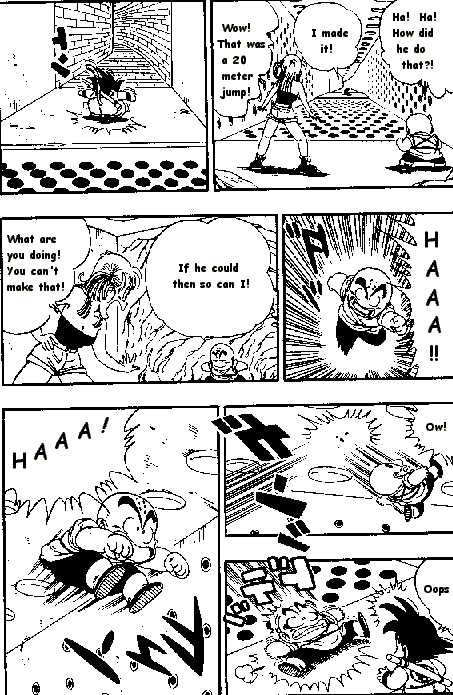 Wow!
That was
a 20
meter
jump!
I made
it!
Ha! Ha!
How did
he do
that?!
What are
you doing!
You can't
make that!
If he could
then so can I!
HAAAA!!
HAAA!
Ow!
Oops